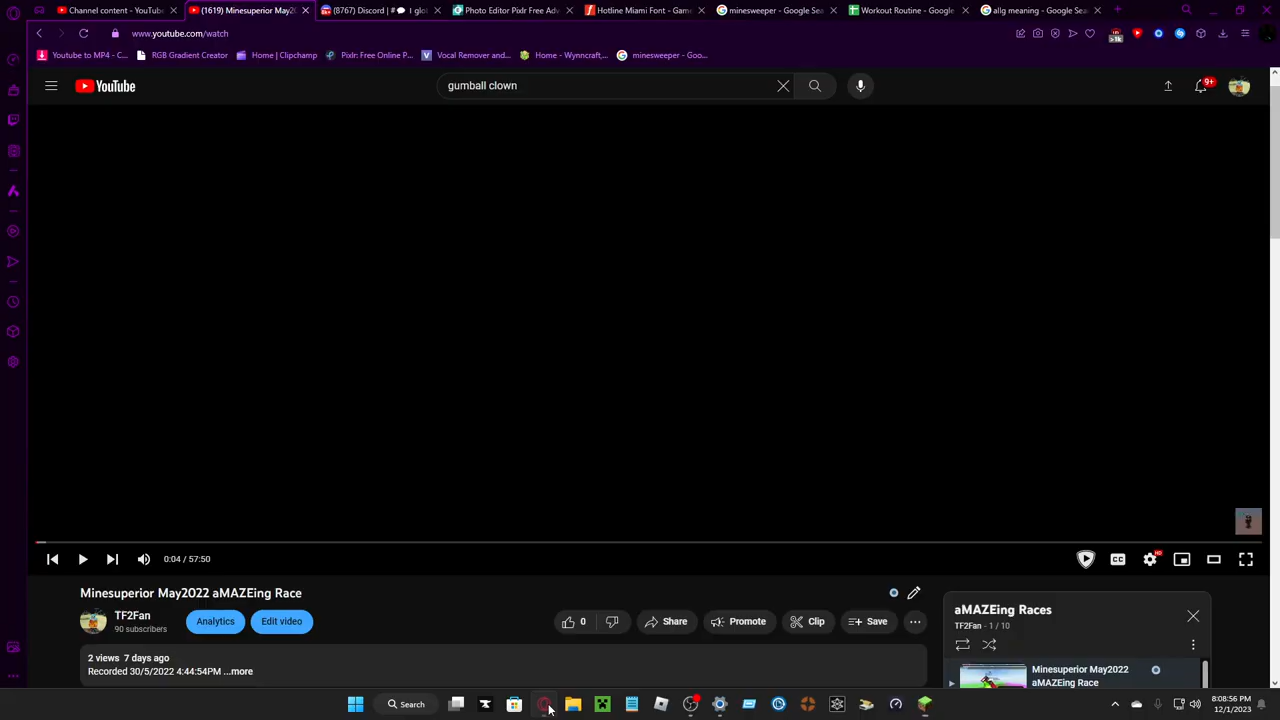 Channel content - YouTube
(1619) Minesuperior May20
(8767) Discord | #
Photo Editor Pixlr Free Adv
Hotline Miami Font - Game
minesweeper - Google Sea
Workout Routine - Google
allg meaning - Google Sea
www.youtube.com/watch
>1k
Youtube to MP4 - C...
RGB Gradient Creator
Home | Clipchamp
Pixlr: Free Online P...
Vocal Remover and...
Home - Wynncraft,...
minesweeper - Goo...
YouTube
gumball clown
9+
0:04 / 57:50
CC
HD
Minesuperior May2022 aMAZEing Race
TF2Fan
90 subscribers
Analytics
Edit video
0
Share
Promote
Clip
Save
2 views 7 days ago
Recorded 30/5/2022 4:44:54PM ...more
aMAZEing Races
TF2Fan - 1 / 10
Minesuperior May2022
aMAZEing Race
Search
8:08:56 PM
12/1/2023